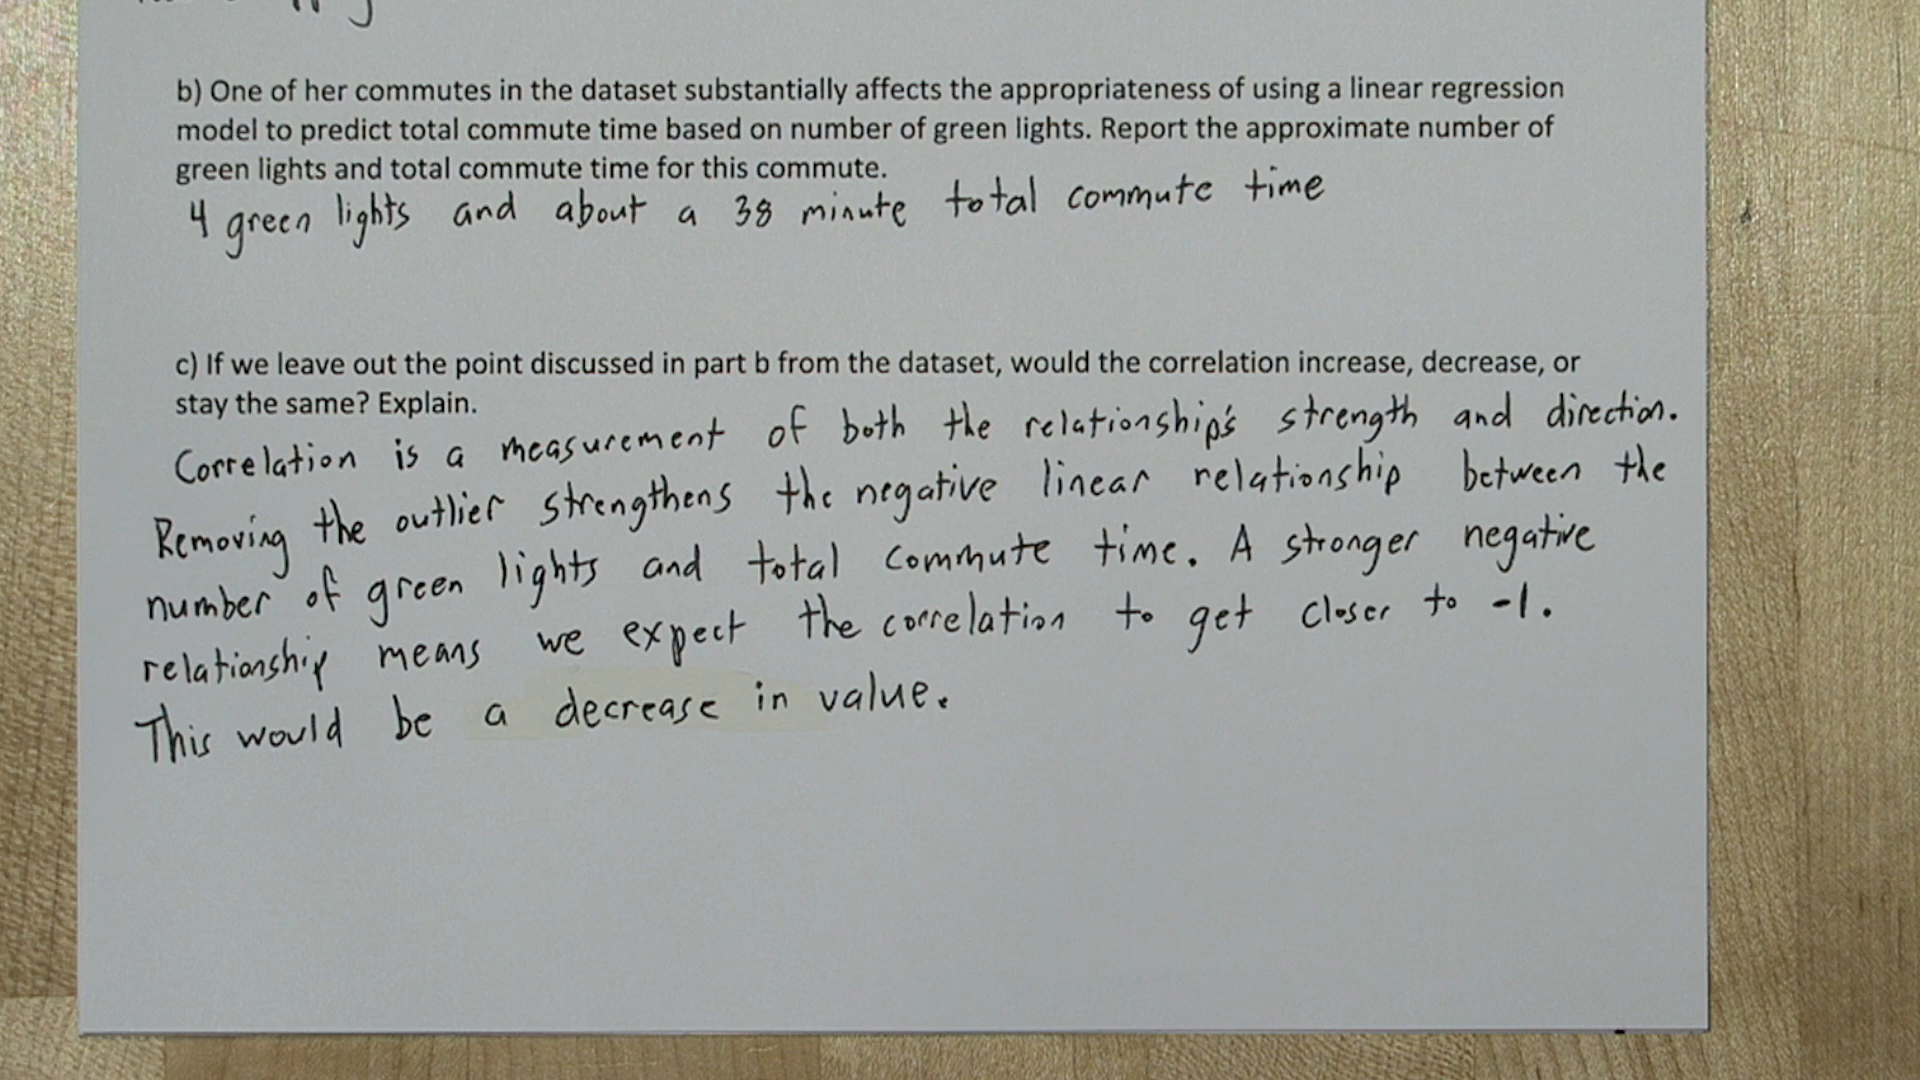 b) One of her commutes in the dataset substantially affects the appropriateness of using a linear regression
model to predict total commute time based on number of green lights. Report the approximate number of
green lights and total commute time for this commute.
4 green lights and about a 38 minute total commute time
c) If we leave out the point discussed in part b from the dataset, would the correlation increase, decrease, or
stay the same? Explain.
Correlation is a measurement of both the relationship's strength and direction.
Removing the outlier strengthens the negative linear relationship between the
number of green lights and total commute time. A stronger negative
relationship means we expect the correlation to get closer to -1.
This would be a decrease in value.